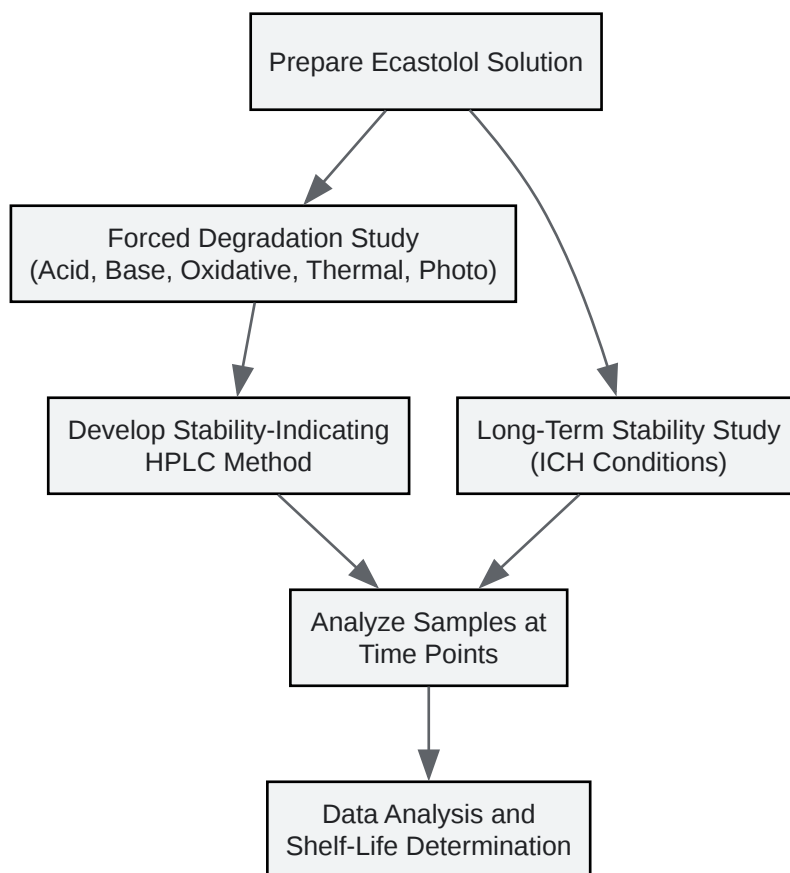 Prepare Ecastolol Solution
Forced Degradation Study
(Acid, Base, Oxidative, Thermal, Photo)
Develop Stability-Indicating
HPLC Method
Long-Term Stability Study
(ICH Conditions)
Analyze Samples at
Time Points
Data Analysis and
Shelf-Life Determination